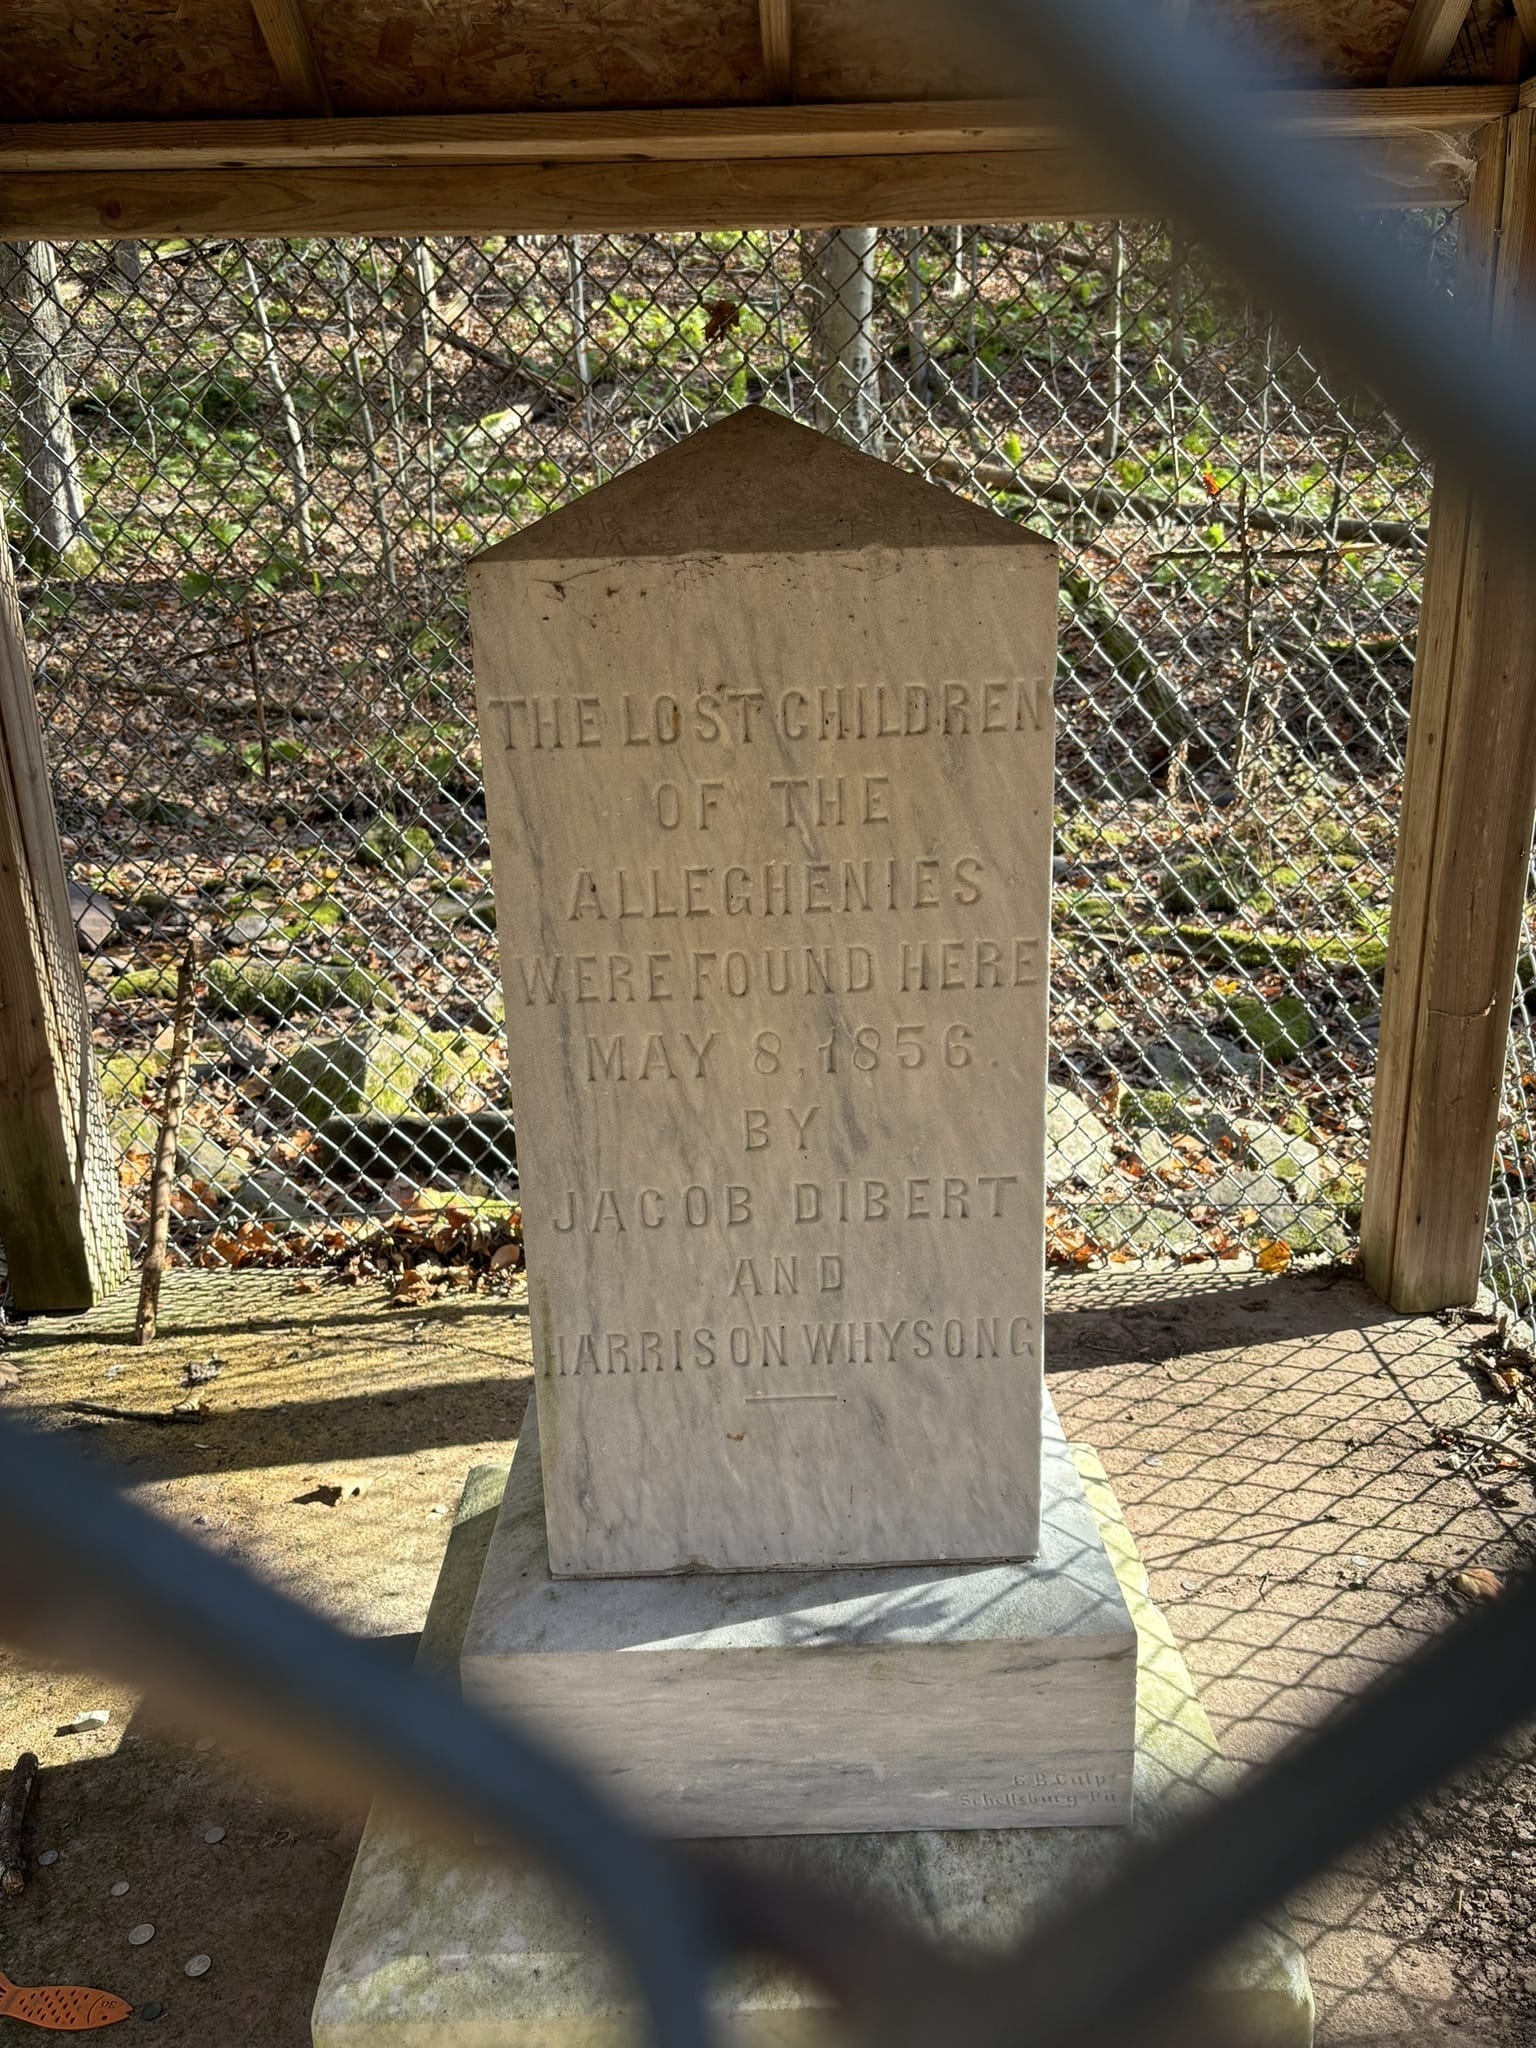 THE LOST CHILDREN
OF THE
ALLEGHENIES
WERE FOUND HERE
MAY 8, 1856.
BY
JACOB DIBERT
AND
HARRISON WHYSONG
C.B. Culp
Schellsburg Pa